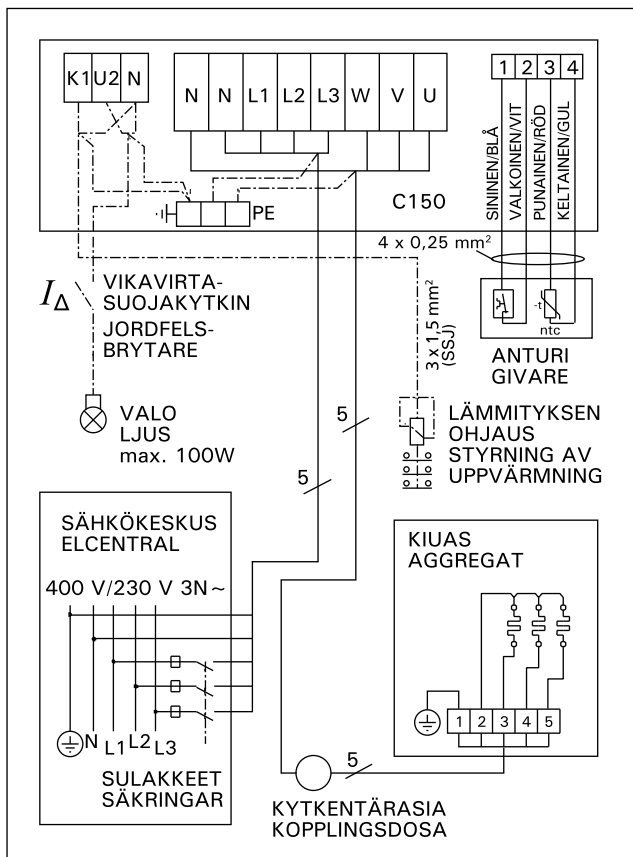 K1 U2 N
N N L1 L2 L3 W V U
1 2 3 4
SININEN/BLÅ
VALKOINEN/VIT
PUNAINEN/RÖD
KELTAINEN/GUL
PE
C150
4 x 0,25 mm²
-t
ntc
ANTURI
GIVARE
I∆
VIKAVIRTA-
SUOJAKYTKIN
JORDFELS-
BRYTARE
3 x 1,5 mm²
(SSJ)
VALO
LJUS
max. 100W
5
5
LÄMMITYKSEN
OHJAUS
STYRNING AV
UPPVÄRMNING
SÄHKÖKESKUS
ELCENTRAL
400 V/230 V 3N~
N L1 L2 L3
SULAKKEET
SÄKRINGAR
KIUAS
AGGREGAT
1 2 3 4 5
5
KYTKENTÄRASIA
KOPPLINGSDOSA